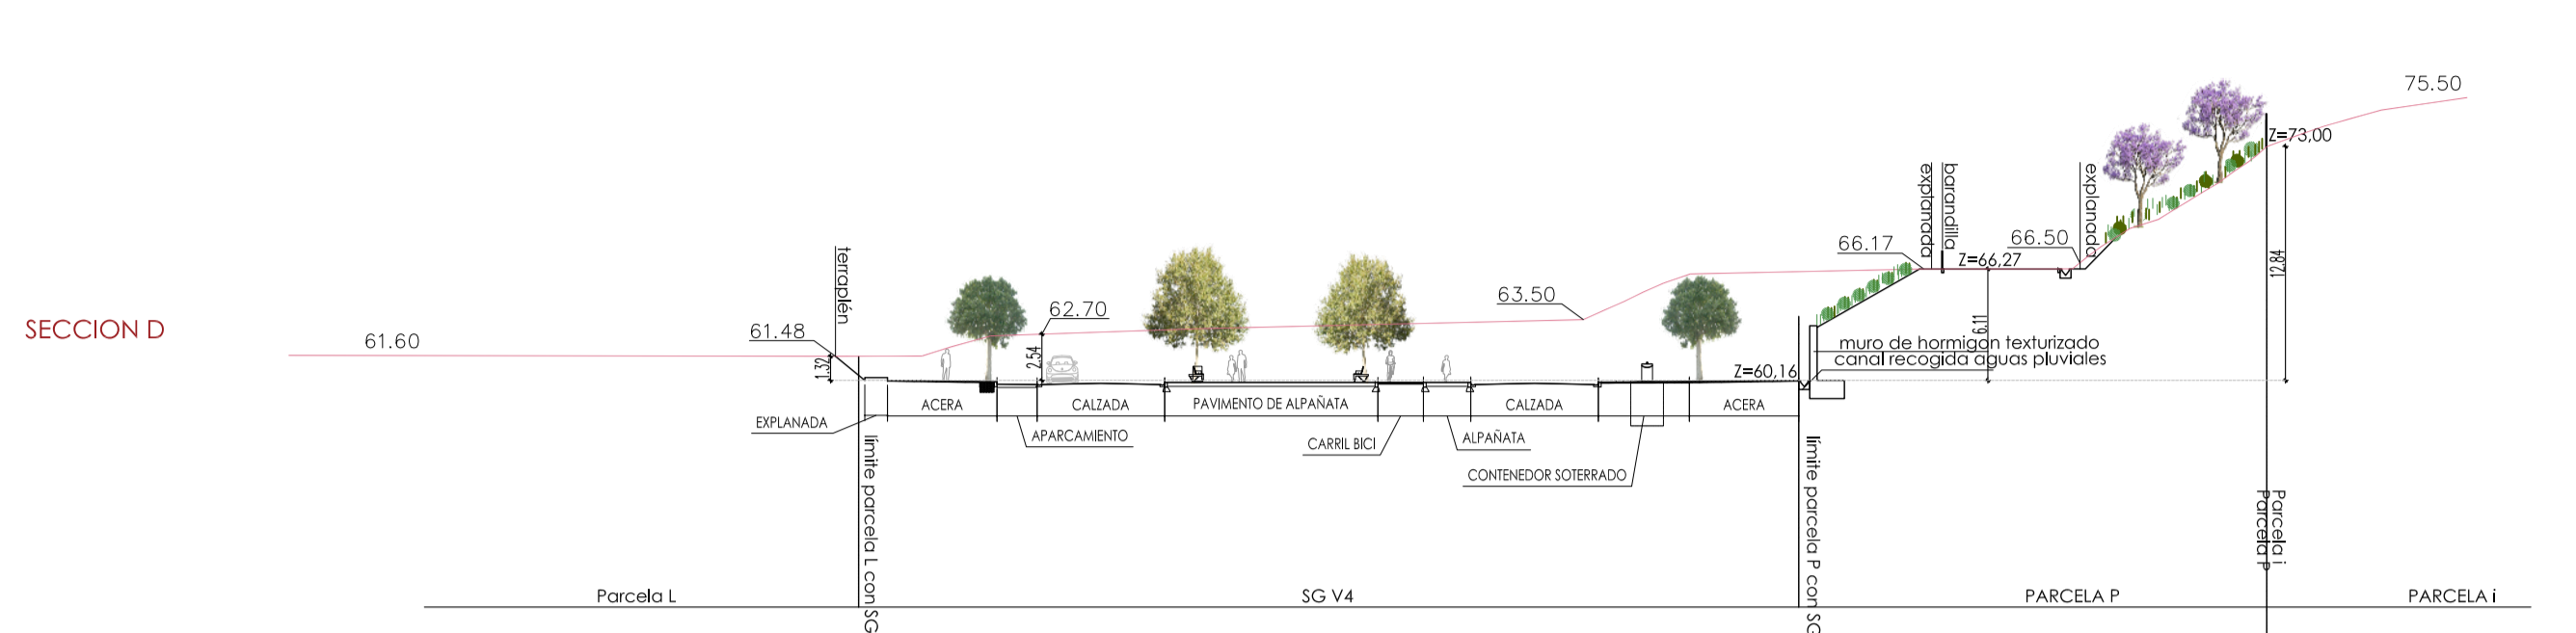 75.50
Z=73,00
explanada
barandilla
explanada
66.17
66.50
Z=66,27
terraplén
12.84
63.50
62.70
SECCION D
61.48
61.60
1.32
2.54
6.11
muro de hormigón texturizado
canal recogida aguas pluviales
Z=60,16
ACERA
CALZADA
PAVIMENTO DE ALPAÑATA
CALZADA
ACERA
EXPLANADA
APARCAMIENTO
CARRIL BICI
ALPAÑATA
CONTENEDOR SOTERRADO
límite parcela L con SG
límite parcela P con SG
Parcela i
Parcela P
Parcela L
SG V4
PARCELA P
PARCELA i